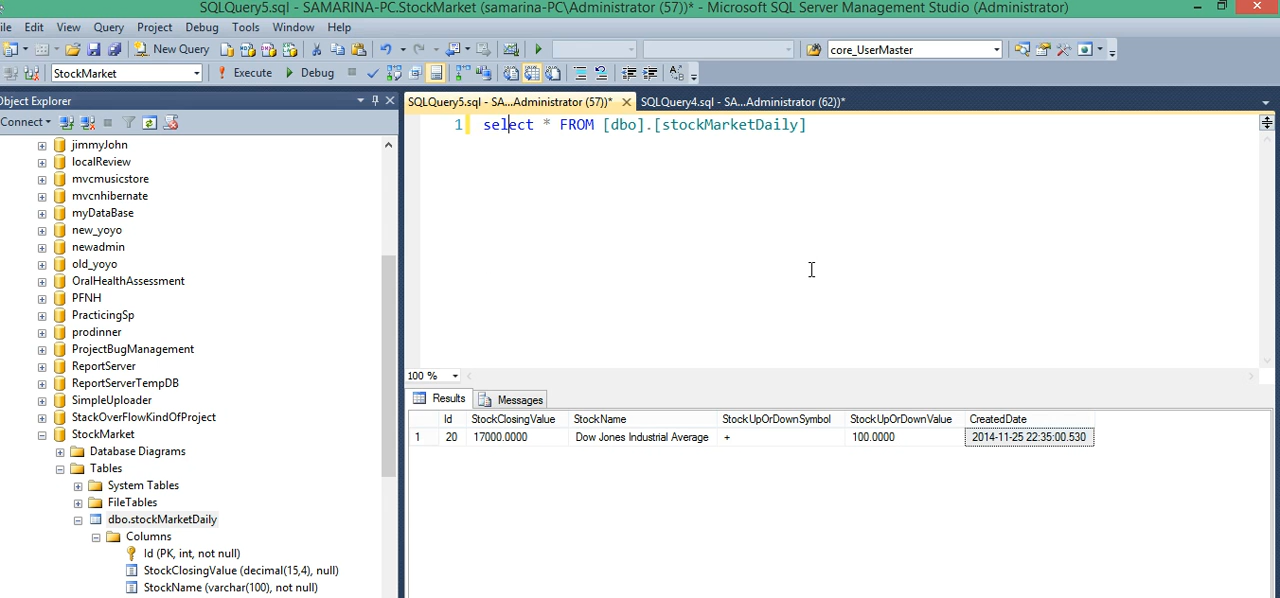 SQLQuery5.sql - SAMARINA-PC.StockMarket (samarina-PC\Administrator (57))* - Microsoft SQL Server Management Studio (Administrator)
ile Edit View Query Project Debug Tools Window Help
New Query core_UserMaster
StockMarket Execute Debug
Object Explorer
SQLQuery5.sql - SA...Administrator (57))* SQLQuery4.sql - SA...Administrator (62))*
Connect
1 select * FROM [dbo].[stockMarketDaily]
jimmyJohn
localReview
mvcmusicstore
mvcnhibernate
myDataBase
new_yoyo
newadmin
old_yoyo
OralHealthAssessment
PFNH
PracticingSp
prodinner
ProjectBugManagement
ReportServer
ReportServerTempDB
SimpleUploader
StackOverFlowKindOfProject
StockMarket
Database Diagrams
Tables
System Tables
FileTables
dbo.stockMarketDaily
Columns
Id (PK, int, not null)
StockClosingValue (decimal(15,4), null)
StockName (varchar(100), not null)
100 %
Results Messages
Id StockClosingValue StockName StockUpOrDownSymbol StockUpOrDownValue CreatedDate
1 20 17000.0000 Dow Jones Industrial Average + 100.0000 2014-11-25 22:35:00.530